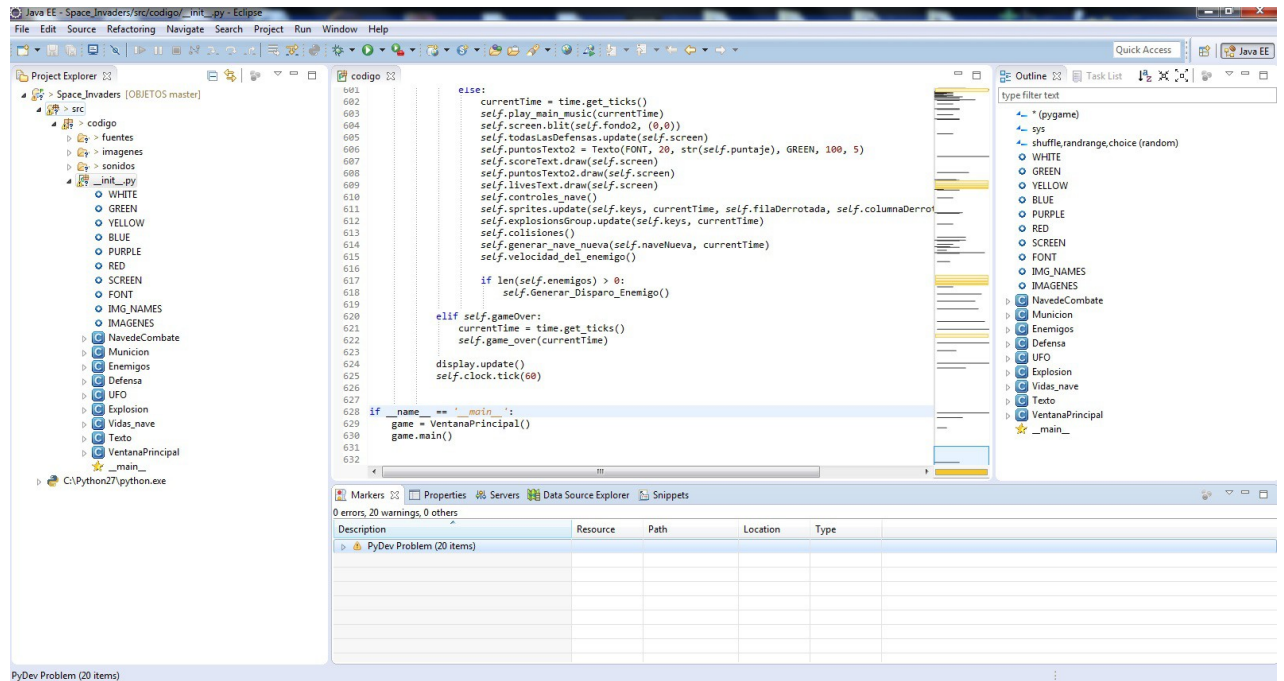 Java EE - Space_Invaders/src/codigo/__init__.py - Eclipse
File Edit Source Refactoring Navigate Search Project Run Window Help
Quick Access
Java EE
Project Explorer
> Space_Invaders [OBJETOS master]
> src
> codigo
> fuentes
> imagenes
> sonidos
__init__.py
WHITE
GREEN
YELLOW
BLUE
PURPLE
RED
SCREEN
FONT
IMG_NAMES
IMAGENES
NavedeCombate
Municion
Enemigos
Defensa
UFO
Explosion
Vidas_nave
Texto
VentanaPrincipal
__main__
C:\Python27\python.exe
codigo
601 else:
602 currentTime = time.get_ticks()
603 self.play_main_music(currentTime)
604 self.screen.blit(self.fondo2, (0,0))
605 self.todasLasDefensas.update(self.screen)
606 self.puntosTexto2 = Texto(FONT, 20, str(self.puntaje), GREEN, 100, 5)
607 self.scoreText.draw(self.screen)
608 self.puntosTexto2.draw(self.screen)
609 self.livesText.draw(self.screen)
610 self.controles_nave()
611 self.sprites.update(self.keys, currentTime, self.filaDerrotada, self.columnaDerrot
612 self.explosionsGroup.update(self.keys, currentTime)
613 self.colisiones()
614 self.generar_nave_nueva(self.naveNueva, currentTime)
615 self.velocidad_del_enemigo()
616
617 if len(self.enemigos) > 0:
618 self.Generar_Disparo_Enemigo()
619
620 elif self.gameOver:
621 currentTime = time.get_ticks()
622 self.game_over(currentTime)
623
624 display.update()
625 self.clock.tick(60)
626
627
628 if __name__ == '__main__':
629 game = VentanaPrincipal()
630 game.main()
631
632
Outline Task List
type filter text
* (pygame)
sys
shuffle,randrange,choice (random)
WHITE
GREEN
YELLOW
BLUE
PURPLE
RED
SCREEN
FONT
IMG_NAMES
IMAGENES
NavedeCombate
Municion
Enemigos
Defensa
UFO
Explosion
Vidas_nave
Texto
VentanaPrincipal
__main__
Markers Properties Servers Data Source Explorer Snippets
0 errors, 20 warnings, 0 others
Description Resource Path Location Type
PyDev Problem (20 items)
PyDev Problem (20 items)